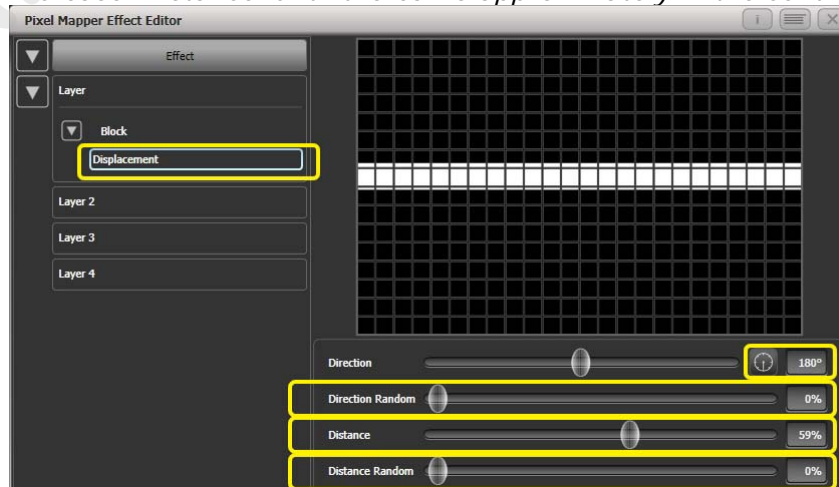 Pixel Mapper Effect Editor
Effect
Layer
Block
Displacement
Layer 2
Layer 3
Layer 4
Direction 180°
Direction Random 0%
Distance 59%
Distance Random 0%